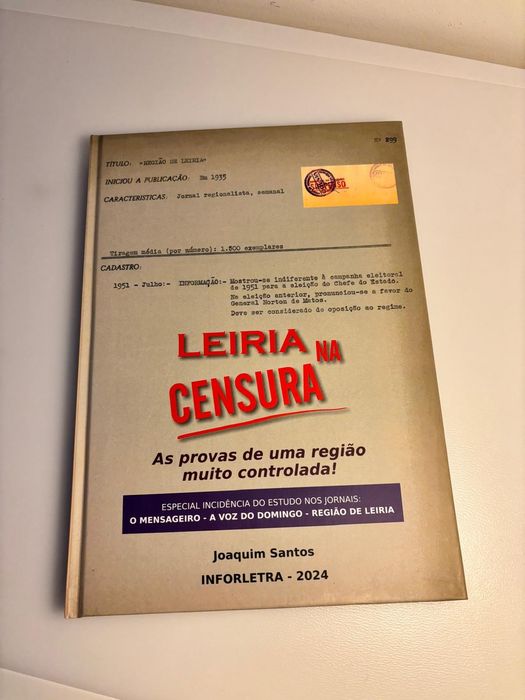 Nº 899
TÍTULO: «REGIÃO DE LEIRIA»
INICIOU A PUBLICAÇÃO: Em 1935
CARACTERISTICAS: Jornal regionalista, semanal
Tiragem média (por número): 1.500 exemplares
CADASTRO:
1951 - Julho:- INFORMAÇÃO:- Mostrou-se indiferente à campanha eleitoral
de 1951 para a eleição do Chefe do Estado.
Na eleição anterior, pronunciou-se a favor do
General Norton de Matos.
Deve ser considerado de oposição ao regime.
LEIRIA NA
CENSURA
As provas de uma região
muito controlada!
ESPECIAL INCIDÊNCIA DO ESTUDO NOS JORNAIS:
O MENSAGEIRO - A VOZ DO DOMINGO - REGIÃO DE LEIRIA
Joaquim Santos
INFORLETRA - 2024